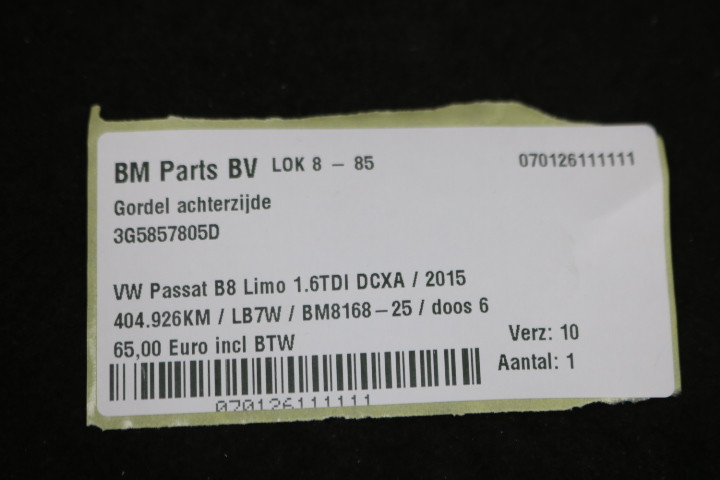 BM Parts BV LOK 8 - 85 070126111111
Gordel achterzijde
3G5857805D
VW Passat B8 Limo 1.6TDI DCXA / 2015
404.926KM / LB7W / BM8168-25 / doos 6
65,00 Euro incl BTW Verz: 10
Aantal: 1
070126111111